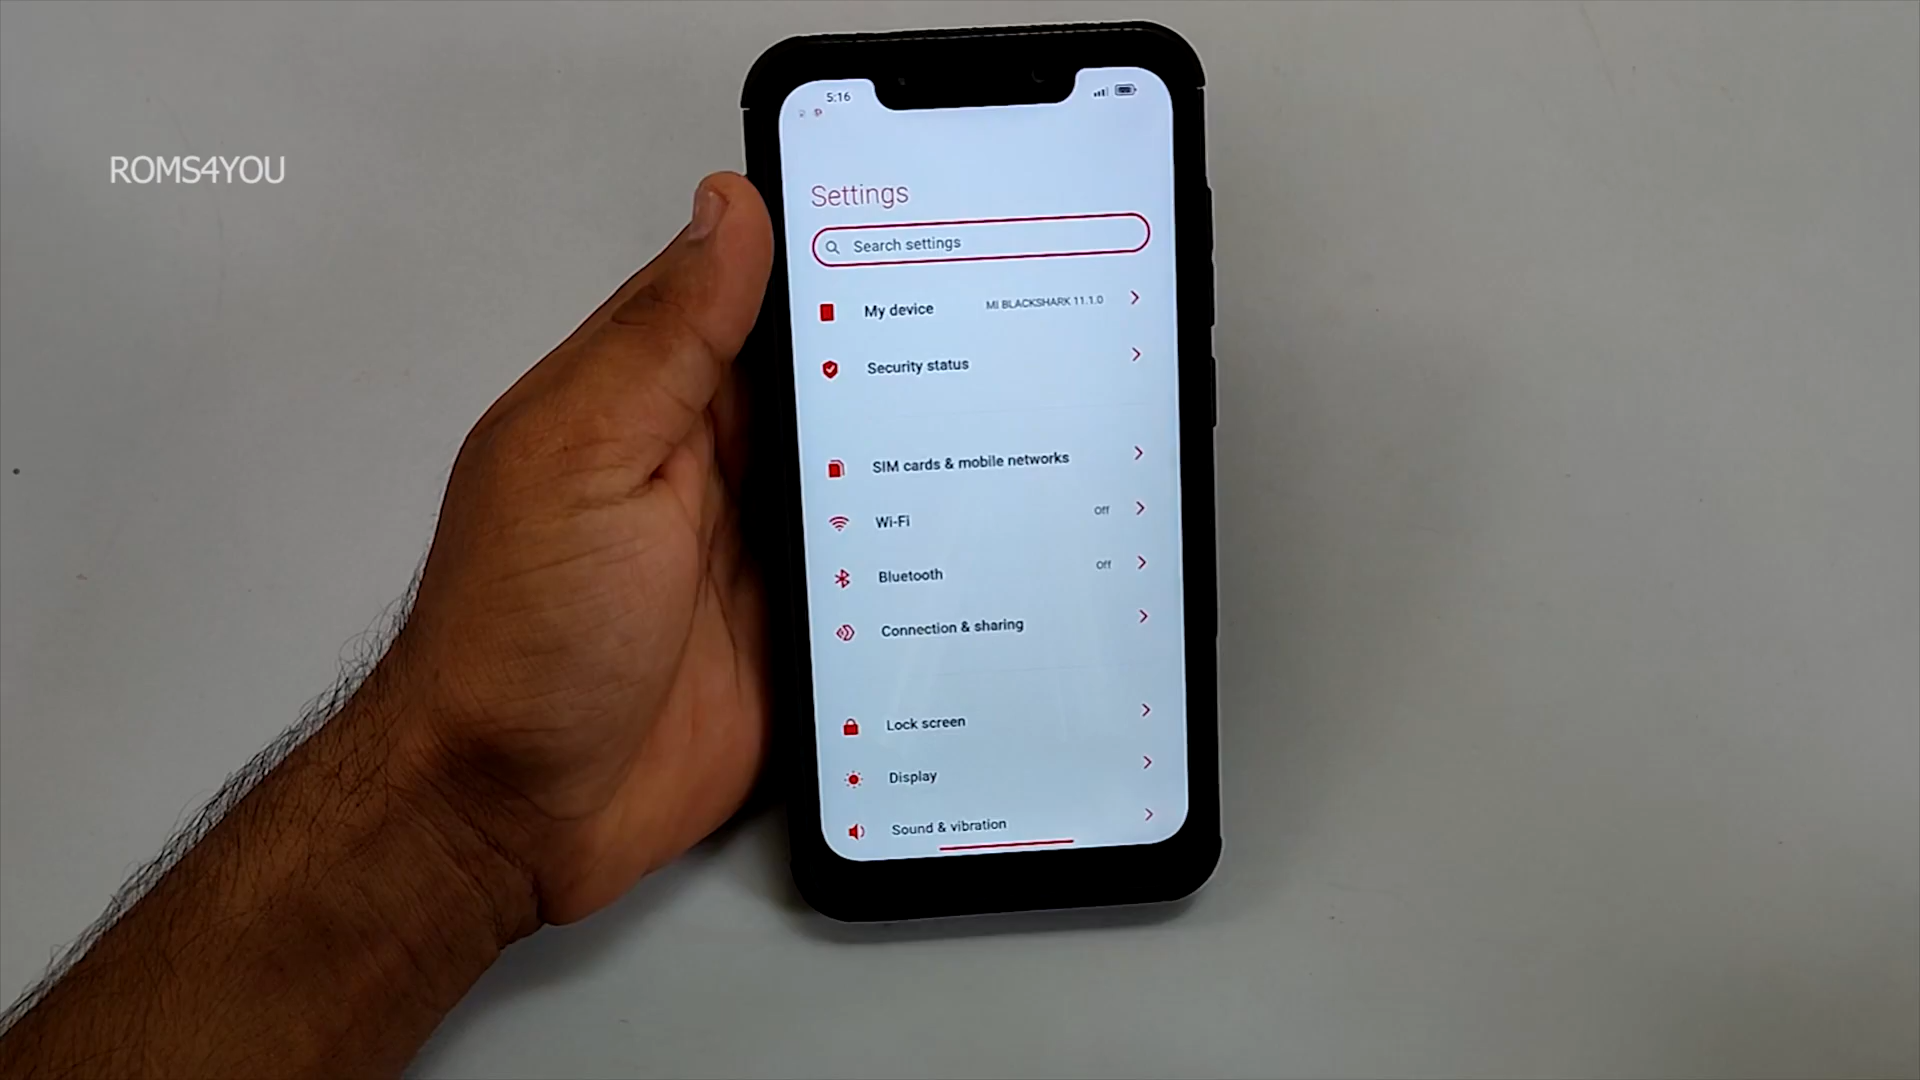 ROMS4YOU
5:16
Settings
Search settings
My device MI BLACKSHARK 11.1.0
Security status
SIM cards & mobile networks
Wi-Fi Off
Bluetooth Off
Connection & sharing
Lock screen
Display
Sound & vibration